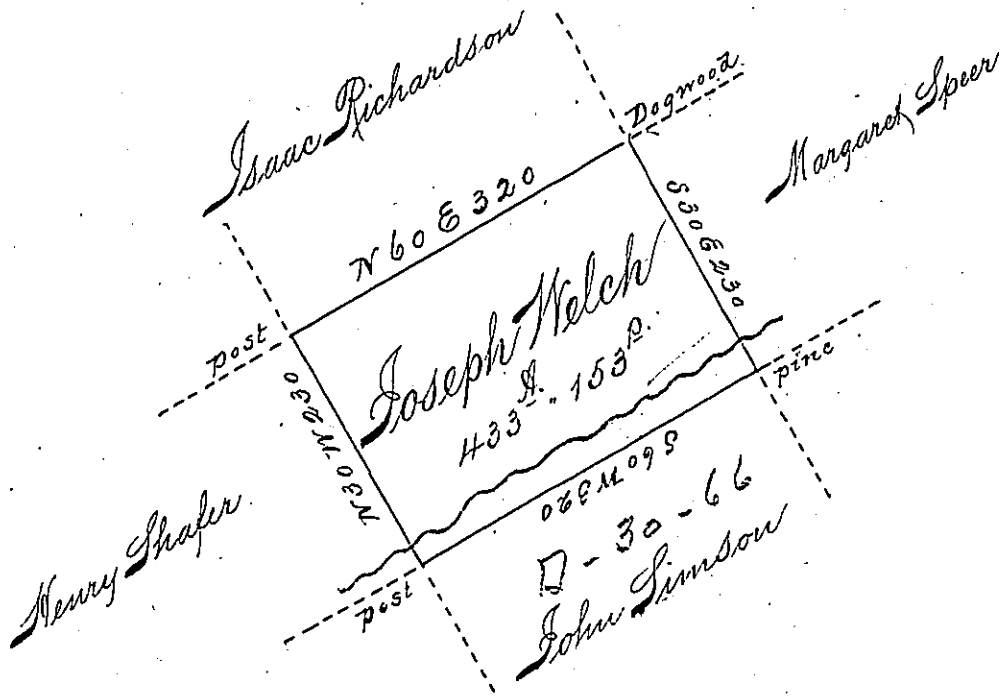 Isaac Richardson
Dogwood
Margaret Speer
N 60 E 320
S 30 E 230
post
Joseph Welch
433 A. 153 P.
pine
N 30 W 230
S 60 W 320
Henry Shafer
post
D - 30 - 66
John Simson